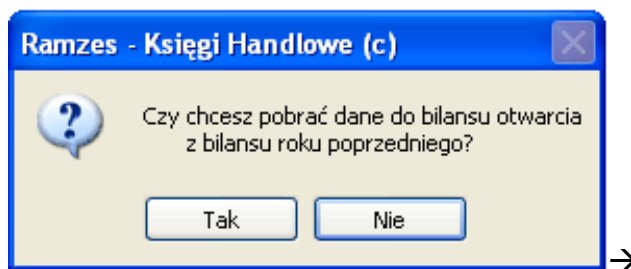 Ramzes - Księgi Handlowe (c)
Czy chcesz pobrać dane do bilansu otwarcia
z bilansu roku poprzedniego?
Tak Nie
→